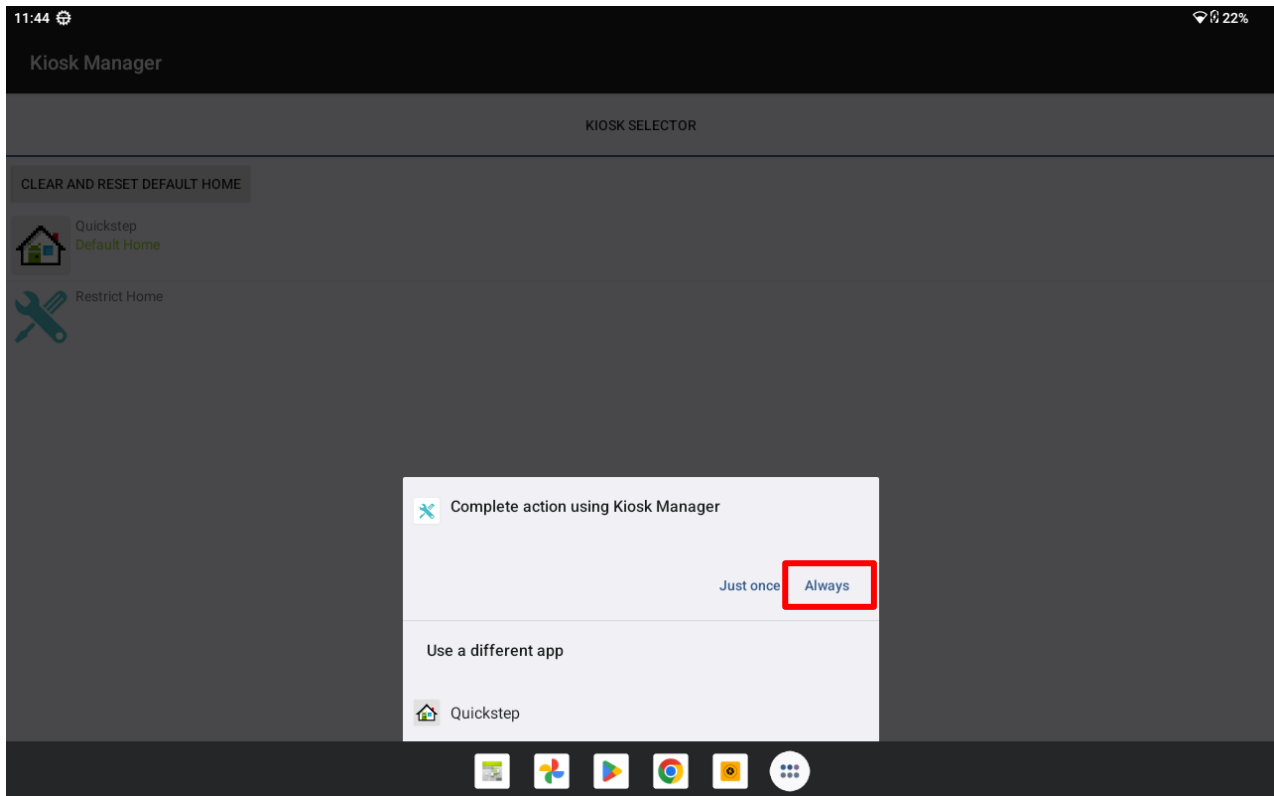 11:44 22%
Kiosk Manager
KIOSK SELECTOR
CLEAR AND RESET DEFAULT HOME
Quickstep
Default Home
Restrict Home
Complete action using Kiosk Manager
Just once Always
Use a different app
Quickstep